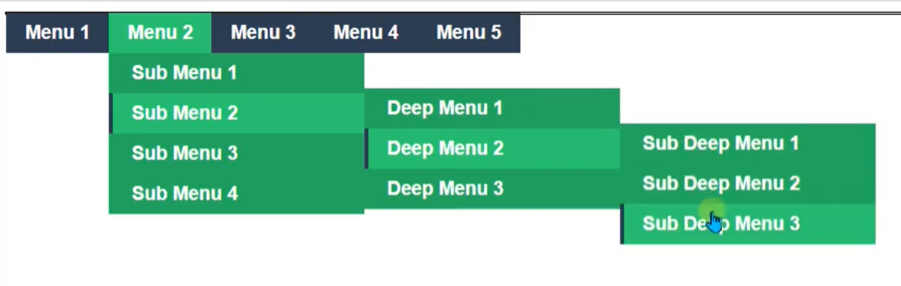 Menu 1 Menu 2 Menu 3 Menu 4 Menu 5
Sub Menu 1
Sub Menu 2
Sub Menu 3
Sub Menu 4
Deep Menu 1
Deep Menu 2
Deep Menu 3
Sub Deep Menu 1
Sub Deep Menu 2
Sub Deep Menu 3